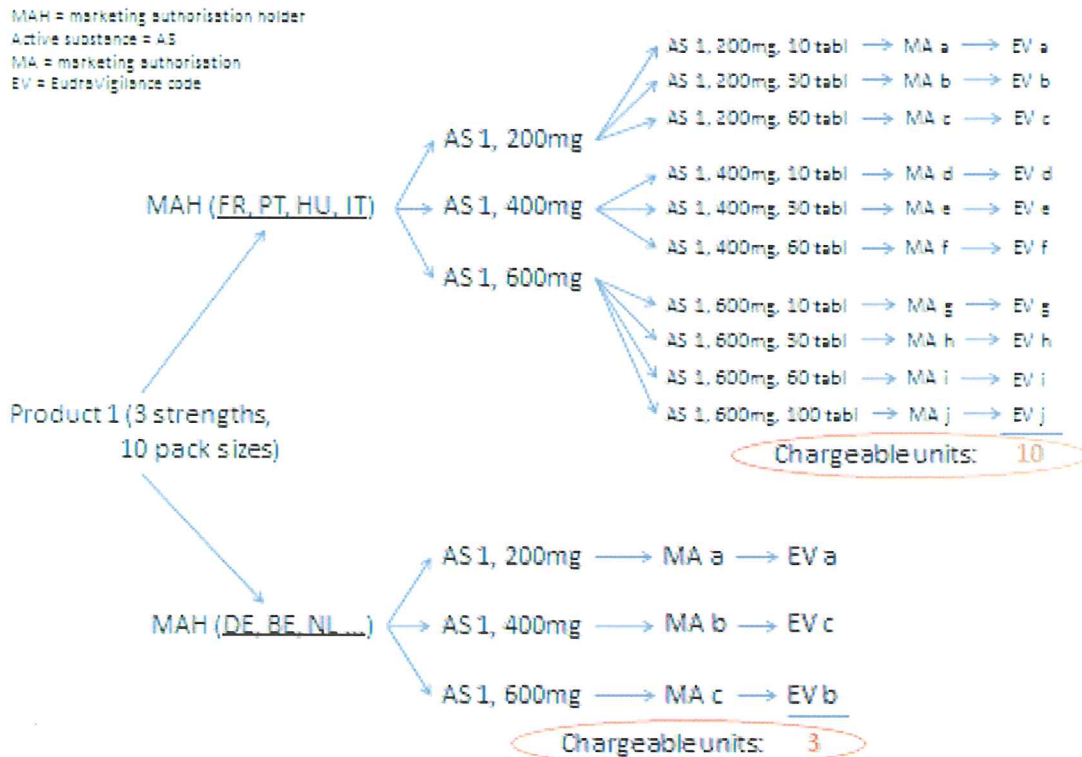 MAH = marketing authorisation holder
Active substance = AS
MA = marketing authorisation
EV = EudraVigilance code
AS 1, 200mg, 10 tabl → MA a → EV a
AS 1, 200mg, 30 tabl → MA b → EV b
AS 1, 200mg, 60 tabl → MA c → EV c
AS 1, 200mg
AS 1, 400mg, 10 tabl → MA d → EV d
MAH (FR, PT, HU, IT)
AS 1, 400mg
AS 1, 400mg, 30 tabl → MA e → EV e
AS 1, 400mg, 60 tabl → MA f → EV f
AS 1, 600mg
AS 1, 600mg, 10 tabl → MA g → EV g
AS 1, 600mg, 30 tabl → MA h → EV h
AS 1, 600mg, 60 tabl → MA i → EV i
AS 1, 600mg, 100 tabl → MA j → EV j
Product 1 (3 strengths,
10 pack sizes)
Chargeable units: 10
AS 1, 200mg → MA a → EV a
MAH (DE, BE, NL ...)
AS 1, 400mg → MA b → EV c
AS 1, 600mg → MA c → EV b
Chargeable units: 3